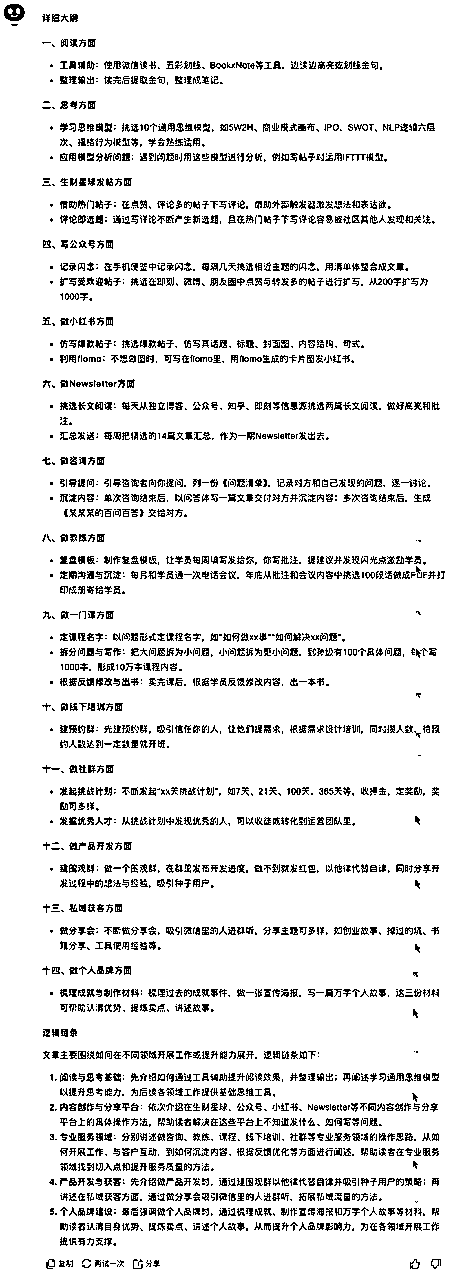 详细大纲
一、阅读方面
工具辅助：使用微信读书、五彩划线、BookxNote等工具，边读边高亮或划线金句。
整理输出：读完后提取金句，整理成笔记。
二、思考方面
学习思维模型：挑选10个通用思维模型，如5W2H、商业模式画布、IPO、SWOT、NLP逻辑六层
次、福格行为模型等，学会熟练运用。
应用模型分析问题：遇到问题时用这些模型进行分析，例如写帖子时运用IFTTT模型。
三、生财星球发帖方面
借助热门帖子：在点赞、评论多的帖子下写评论，借助外部触发器激发想法和表达欲。
评论即选题：通过写评论不断产生新选题，且在热门帖子下写评论容易被社区其他人发现和关注。
四、写公众号方面
记录闪念：在手机便签中记录闪念，每隔几天挑选相近主题的闪念，用清单体整合成文章。
扩写受欢迎帖子：挑选在即刻、微博、朋友圈中点赞与转发多的帖子进行扩写，从200字扩写为
1000字。
五、做小红书方面
仿写爆款帖子：挑选爆款帖子，仿写其话题、标题、封面图、内容结构、句式。
利用flomo：不想做图时，可写在flomo里，用flomo生成的卡片图发小红书。
六、做Newsletter方面
挑选长文阅读：每天从独立博客、公众号、知乎、即刻等信息源挑选两篇长文阅读，做好高亮和批
注。
汇总发送：每周把精选的14篇文章汇总，作为一期Newsletter发出去。
七、做咨询方面
引导提问：引导咨询者向你提问，列一份《问题清单》，记录对方和自己发现的问题，逐一讨论。
沉淀内容：单次咨询结束后，以问答体写一篇文章交付对方并沉淀内容；多次咨询结束后，生成
《某某某的百问百答》交给对方。
八、做教练方面
复盘模板：制作复盘模板，让学员每周填写发给你，你写批注、提建议并发现闪光点激励学员。
定期沟通与沉淀：每月和学员通一次电话会议，年底从批注和会议内容中挑选100段话做成PDF并打
印成册寄给学员。
九、做一门课方面
定课程名字：以问题形式定课程名，如“如何做xx事”“如何解决xx问题”。
拆分问题与写作：把大问题拆为小问题，小问题拆为更小问题，到孙级有100个具体问题，每个写
1000字，形成10万字课程内容。
根据反馈修改与出书：卖完课后，根据学员反馈修改内容，出一本书。
十、做线下培训方面
建预约群：先建预约群，吸引信任你的人，让他们提需求，根据需求设计培训，同时攒人数，待预
约人数达到一定数量就开班。
十一、做社群方面
发起挑战计划：不断发起“xx天挑战计划”，如7天、21天、100天、365天等，收押金，定奖励，奖
励可多样。
发掘优秀人才：从挑战计划中发现优秀的人，可以收徒或转化到运营团队里。
十二、做产品开发方面
建围观群：做一个围观群，在群里发布开发进度，做不到就发红包，以他律代替自律，同时分享开
发过程中的想法与经验，吸引种子用户。
十三、私域获客方面
做分享会：不断做分享会，吸引微信里的人进群听，分享主题可多样，如创业故事、掉过的坑、书
籍分享、工具使用经验等。
十四、做个人品牌方面
梳理成就与制作材料：梳理过去的成就事件，做一张宣传海报，写一篇万字个人故事，这三份材料
可帮助认清优势、提炼卖点、讲述故事。
逻辑链条
文章主要围绕如何在不同领域开展工作或提升能力展开，逻辑链条如下：
1. 阅读与思考基础：先介绍如何通过工具辅助提升阅读效果，并整理输出；再阐述学习通用思维模型
以提升思考能力，为后续各领域工作提供基础思维工具。
2. 内容创作与分享平台：依次介绍在生财星球、公众号、小红书、Newsletter等不同内容创作与分享
平台上的具体操作方法，帮助读者解决在这些平台上不知道发什么、如何写等问题。
3. 专业服务领域：分别讲述做咨询、教练、课程、线下培训、社群等专业服务领域的操作思路，从如
何开展工作、与客户互动，到如何沉淀内容、根据反馈优化等方面进行阐述，帮助读者在专业服务
领域找到切入点和提升服务质量的方法。
4. 产品开发与获客：先介绍做产品开发时，通过建围观群以他律代替自律并吸引种子用户的策略；再
讲述在私域获客方面，通过做分享会吸引微信里的人进群听，拓展私域流量的方法。
5. 个人品牌建设：最后强调做个人品牌时，通过梳理成就、制作宣传海报和万字个人故事等材料，帮
助读者认清自身优势、提炼卖点、讲述个人故事，从而提升个人品牌影响力，为在各领域开展工作
提供有力支撑。
复制 再试一次 分享